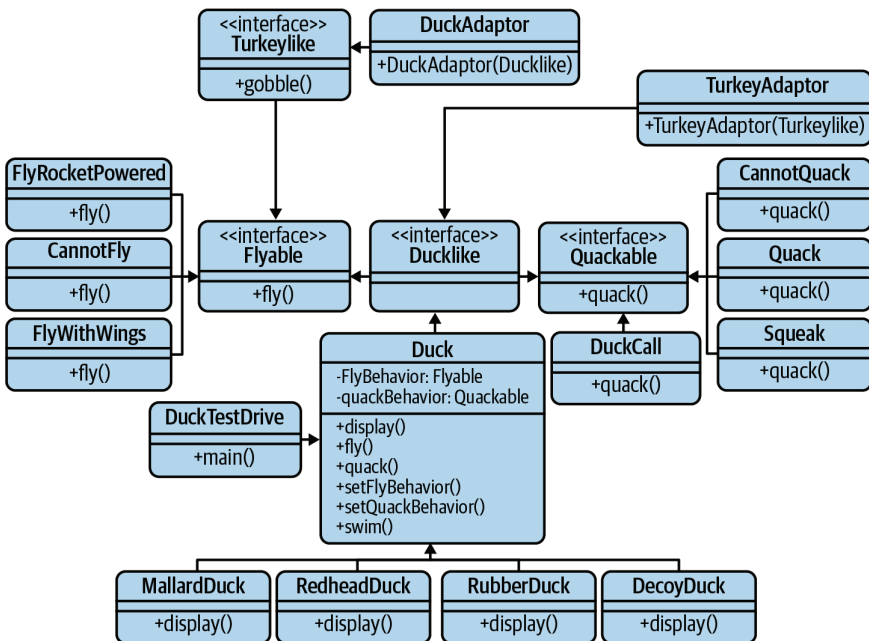 <<interface>>
Turkeylike
+gobble()
DuckAdaptor
+DuckAdaptor(Ducklike)
TurkeyAdaptor
+TurkeyAdaptor(Turkeylike)
FlyRocketPowered
+fly()
CannotFly
+fly()
FlyWithWings
+fly()
<<interface>>
Flyable
+fly()
<<interface>>
Ducklike
<<interface>>
Quackable
+quack()
CannotQuack
+quack()
Quack
+quack()
Squeak
+quack()
DuckCall
+quack()
Duck
-FlyBehavior: Flyable
-quackBehavior: Quackable
+display()
+fly()
+quack()
+setFlyBehavior()
+setQuackBehavior()
+swim()
DuckTestDrive
+main()
MallardDuck
+display()
RedheadDuck
+display()
RubberDuck
+display()
DecoyDuck
+display()